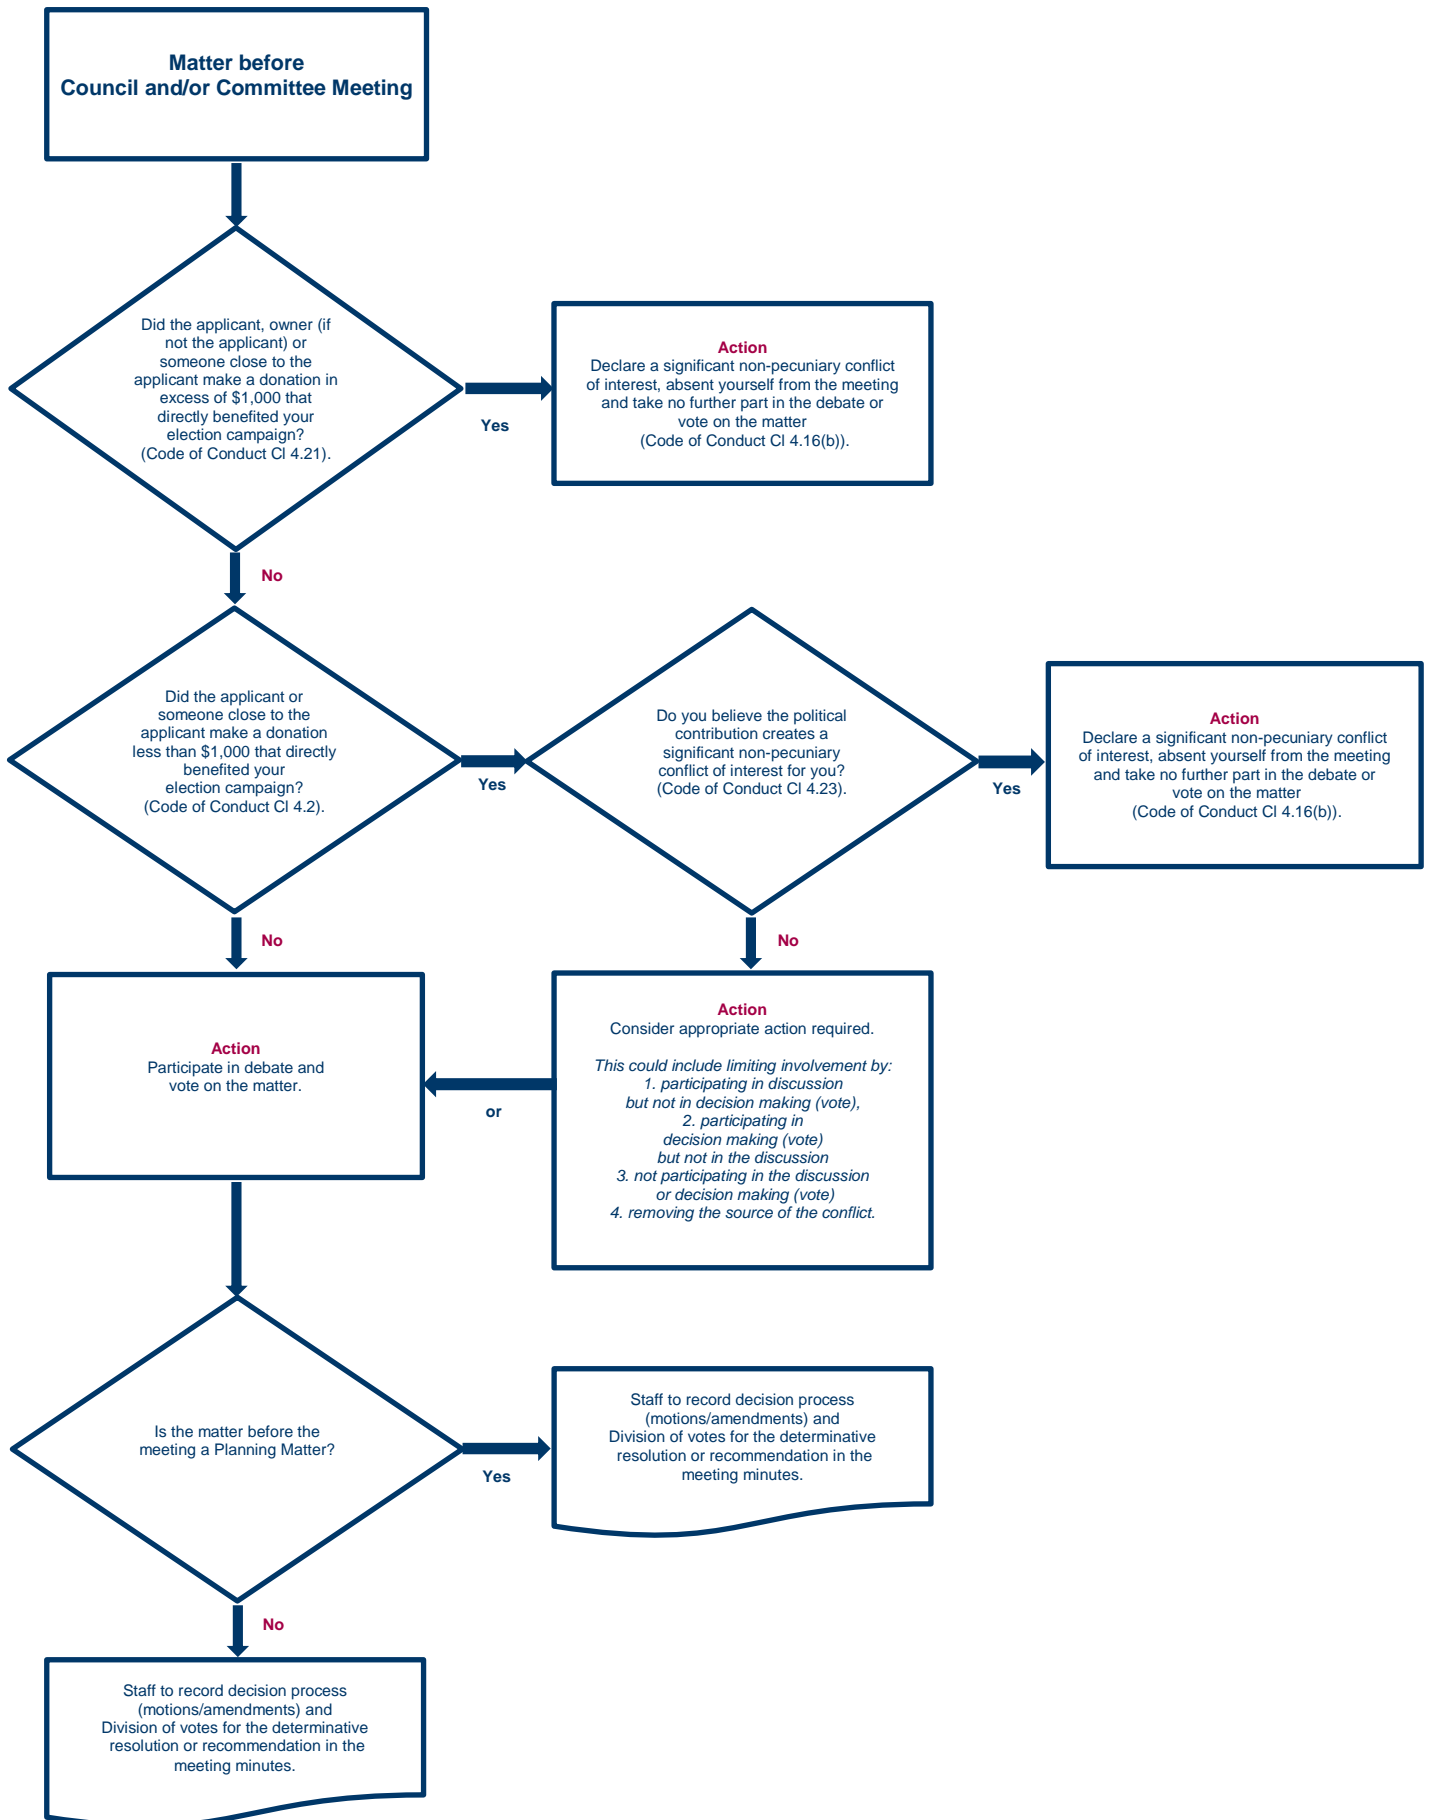 Matter before
Council and/or Committee Meeting
Did the applicant, owner (if
not the applicant) or
someone close to the
applicant make a donation in
excess of $1,000 that
directly benefited your
election campaign?
(Code of Conduct Cl 4.21).
Yes
Action
Declare a significant non-pecuniary conflict
of interest, absent yourself from the meeting
and take no further part in the debate or
vote on the matter
(Code of Conduct Cl 4.16(b)).
No
Did the applicant or
someone close to the
applicant make a donation
less than $1,000 that directly
benefited your
election campaign?
(Code of Conduct Cl 4.2).
Yes
Do you believe the political
contribution creates a
significant non-pecuniary
conflict of interest for you?
(Code of Conduct Cl 4.23).
Yes
Action
Declare a significant non-pecuniary conflict
of interest, absent yourself from the meeting
and take no further part in the debate or
vote on the matter
(Code of Conduct Cl 4.16(b)).
No
No
Action
Participate in debate and
vote on the matter.
or
Action
Consider appropriate action required.
This could include limiting involvement by:
1. participating in discussion
but not in decision making (vote),
2. participating in
decision making (vote)
but not in the discussion
3. not participating in the discussion
or decision making (vote)
4. removing the source of the conflict.
Is the matter before the
meeting a Planning Matter?
Yes
Staff to record decision process
(motions/amendments) and
Division of votes for the determinative
resolution or recommendation in the
meeting minutes.
No
Staff to record decision process
(motions/amendments) and
Division of votes for the determinative
resolution or recommendation in the
meeting minutes.